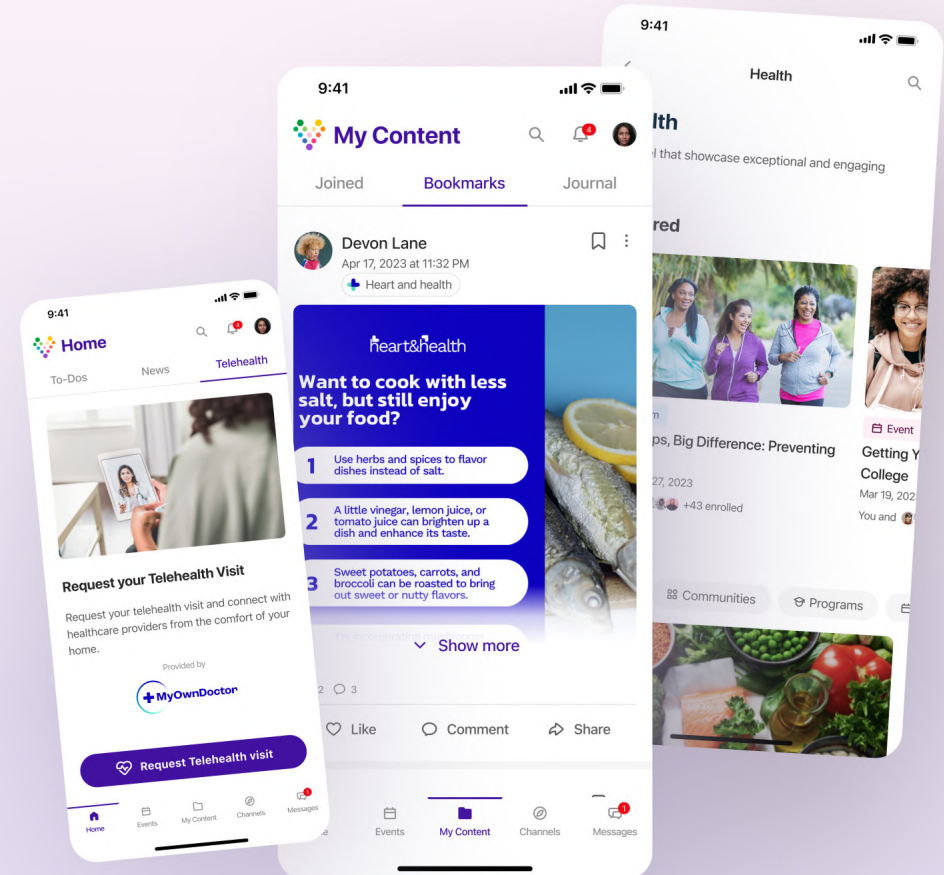 9:41
Home
4
To-Dos
News
Telehealth
Request your Telehealth Visit
Request your telehealth visit and connect with
healthcare providers from the comfort of your
home.
Provided by
MyOwnDoctor
Request Telehealth visit
1
Home
Events
My Content
Channels
Messages
9:41
My Content
4
Joined
Bookmarks
Journal
Devon Lane
Apr 17, 2023 at 11:32 PM
Heart and health
heart&health
Want to cook with less
salt, but still enjoy
your food?
1
Use herbs and spices to flavor
dishes instead of salt.
2
A little vinegar, lemon juice, or
tomato juice can brighten up a
dish and enhance its taste.
3
Sweet potatoes, carrots, and
broccoli can be roasted to bring
out sweet or nutty flavors.
Show more
2
3
Like
Comment
Share
1
Events
My Content
Channels
Messages
9:41
Health
lth
l that showcase exceptional and engaging
red
m
ps, Big Difference: Preventing
27, 2023
+43 enrolled
Event
Getting Y
College
Mar 19, 202
You and
Communities
Programs